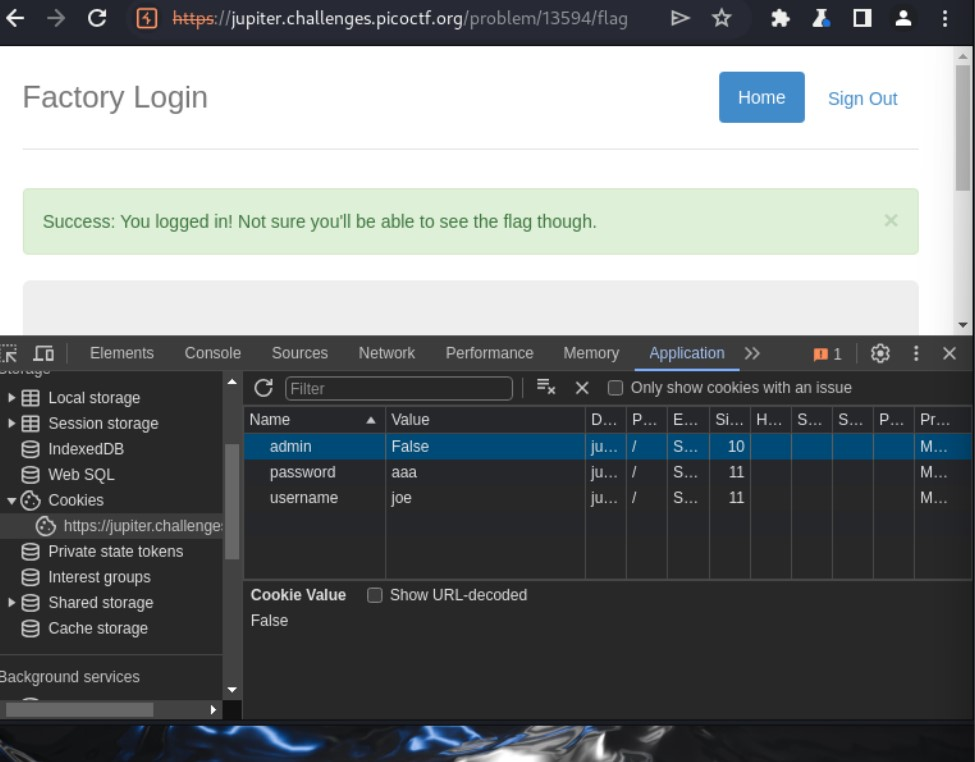 https://jupiter.challenges.picoctf.org/problem/13594/flag
Factory Login
Home
Sign Out
Success: You logged in! Not sure you'll be able to see the flag though.
×
Elements Console Sources Network Performance Memory Application 1
Local storage
Session storage
IndexedDB
Web SQL
Cookies
https://jupiter.challenge
Private state tokens
Interest groups
Shared storage
Cache storage
Background services
Filter
Only show cookies with an issue
Name Value D... P... E... Si... H... S... S... P... Pr...
admin False ju... / S... 10 M...
password aaa ju... / S... 11 M...
username joe ju... / S... 11 M...
Cookie Value Show URL-decoded
False